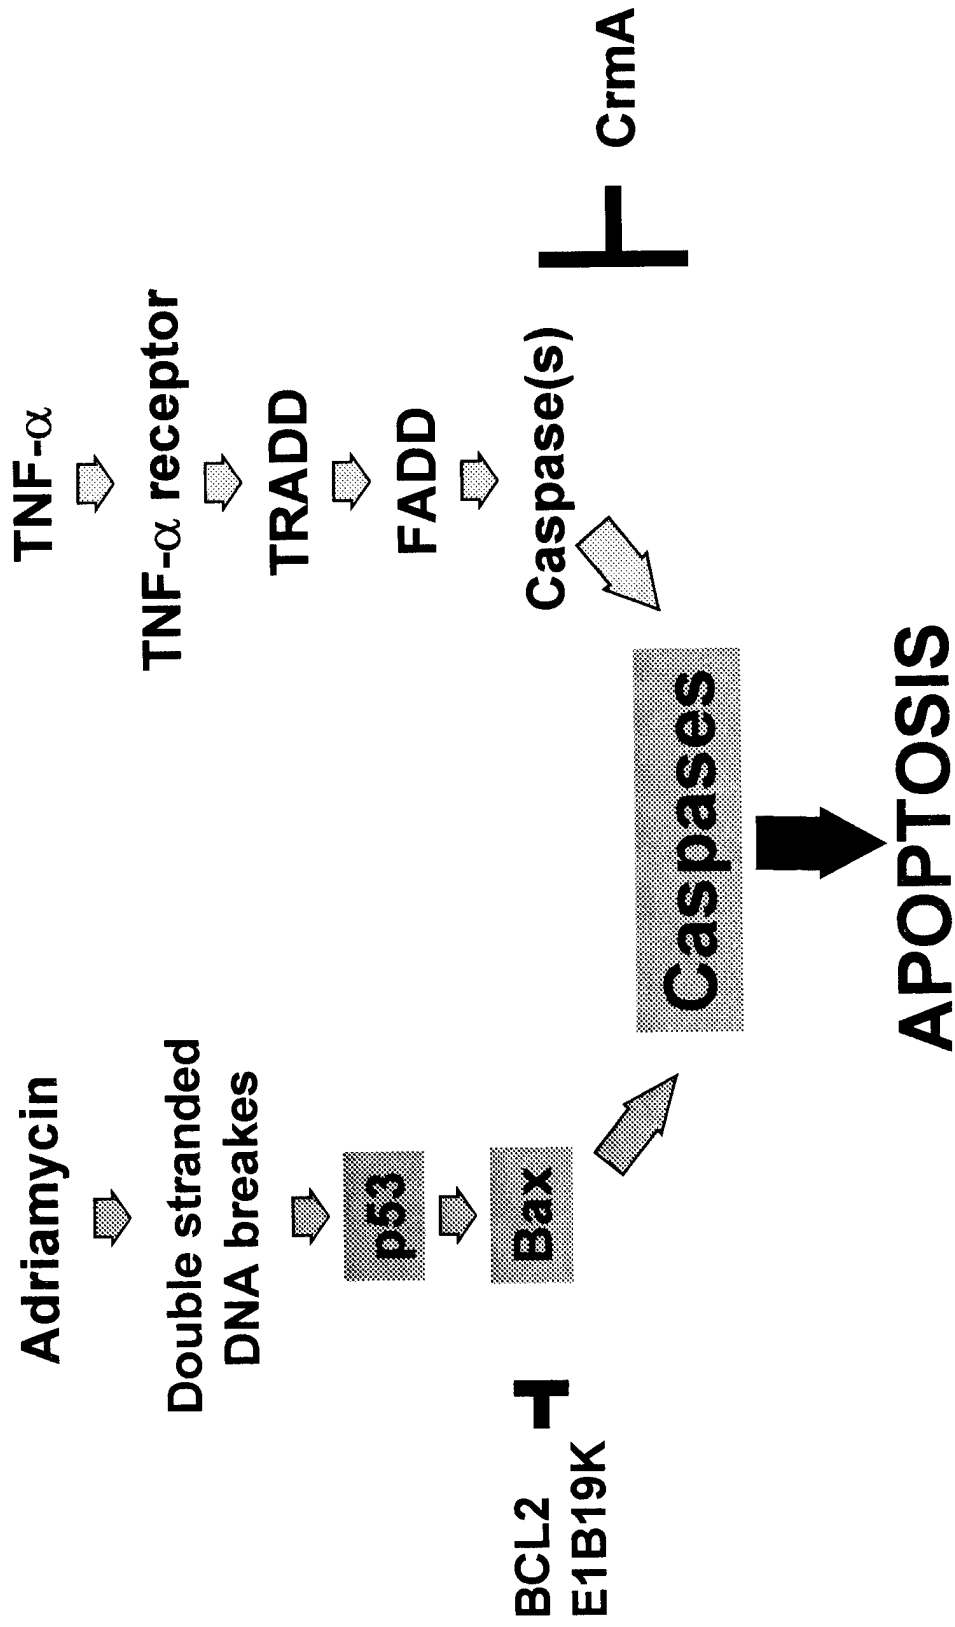 Adriamycin
Double stranded
DNA breakes
p53
Bax
BCL2
E1B19K
TNF-α
TNF-α receptor
TRADD
FADD
Caspase(s)
CrmA
Caspases
APOPTOSIS